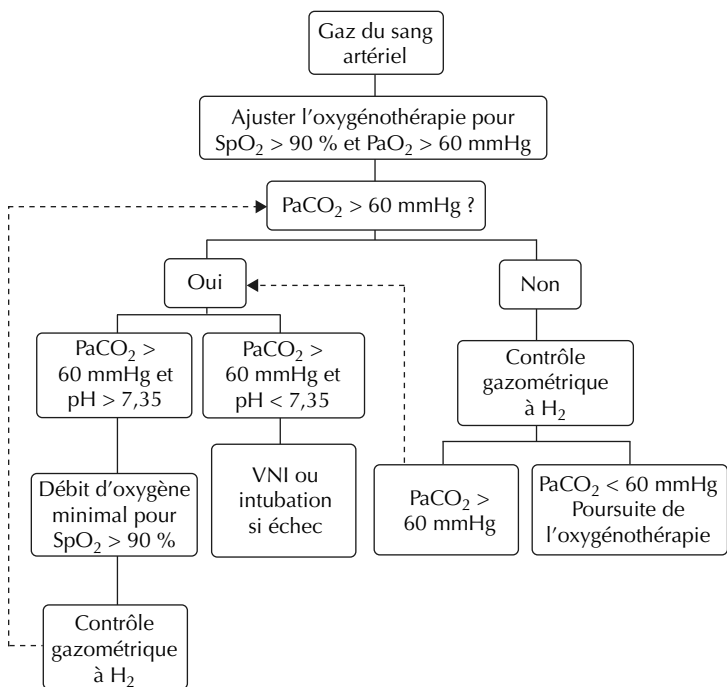 Gaz du sang
artériel
Ajuster l'oxygénothérapie pour
SpO₂ > 90 % et PaO₂ > 60 mmHg
PaCO₂ > 60 mmHg ?
Oui
Non
PaCO₂ >
60 mmHg et
pH > 7,35
PaCO₂ >
60 mmHg et
pH < 7,35
Contrôle
gazométrique
à H₂
Débit d'oxygène
minimal pour
SpO₂ > 90 %
VNI ou
intubation
si échec
PaCO₂ >
60 mmHg
PaCO₂ < 60 mmHg
Poursuite de
l'oxygénothérapie
Contrôle
gazométrique
à H₂